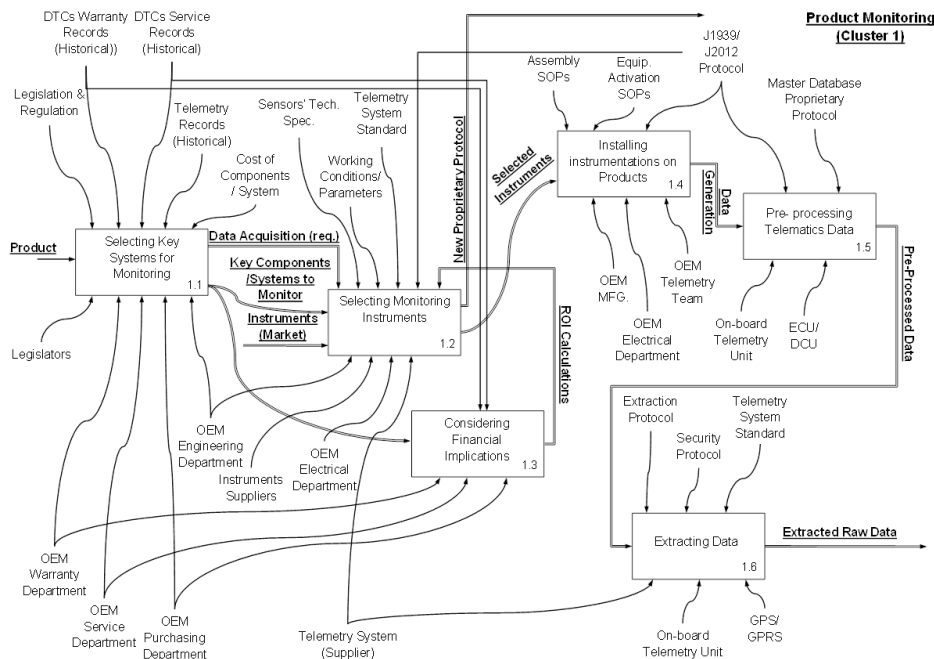 DTCs Warranty
Records
(Historical))
DTCs Service
Records
(Historical)
Product Monitoring
(Cluster 1)
J1939/
J2012
Protocol
Legislation &
Regulation
Telemetry
Records
(Historical)
Cost of
Components
/ System
Sensors' Tech.
Spec.
Telemetry
System
Standard
Working
Conditions/
Parameters
New Proprietary Protocol
Selected
Instruments
Assembly
SOPs
Equip.
Activation
SOPs
Master Database
Proprietary
Protocol
Installing
instrumentations on
Products
1.4
Data
Generation
Pre- processing
Telematics Data
1.5
Product
Selecting Key
Systems for
Monitoring
1.1
Data Acquisition (req.)
Key Components
/Systems to
Monitor
Instruments
(Market)
Selecting Monitoring
Instruments
1.2
ROI Calculations
OEM
MFG.
OEM
Electrical
Department
OEM
Telemetry
Team
On-board
Telemetry
Unit
ECU/
DCU
Pre-Processed Data
Legislators
OEM
Engineering
Department
Instruments
Suppliers
OEM
Electrical
Department
Considering
Financial
Implications
1.3
Extraction
Protocol
Security
Protocol
Telemetry
System
Standard
Extracting Data
1.6
Extracted Raw Data
OEM
Warranty
Department
OEM
Service
Department
OEM
Purchasing
Department
Telemetry System
(Supplier)
On-board
Telemetry Unit
GPS/
GPRS